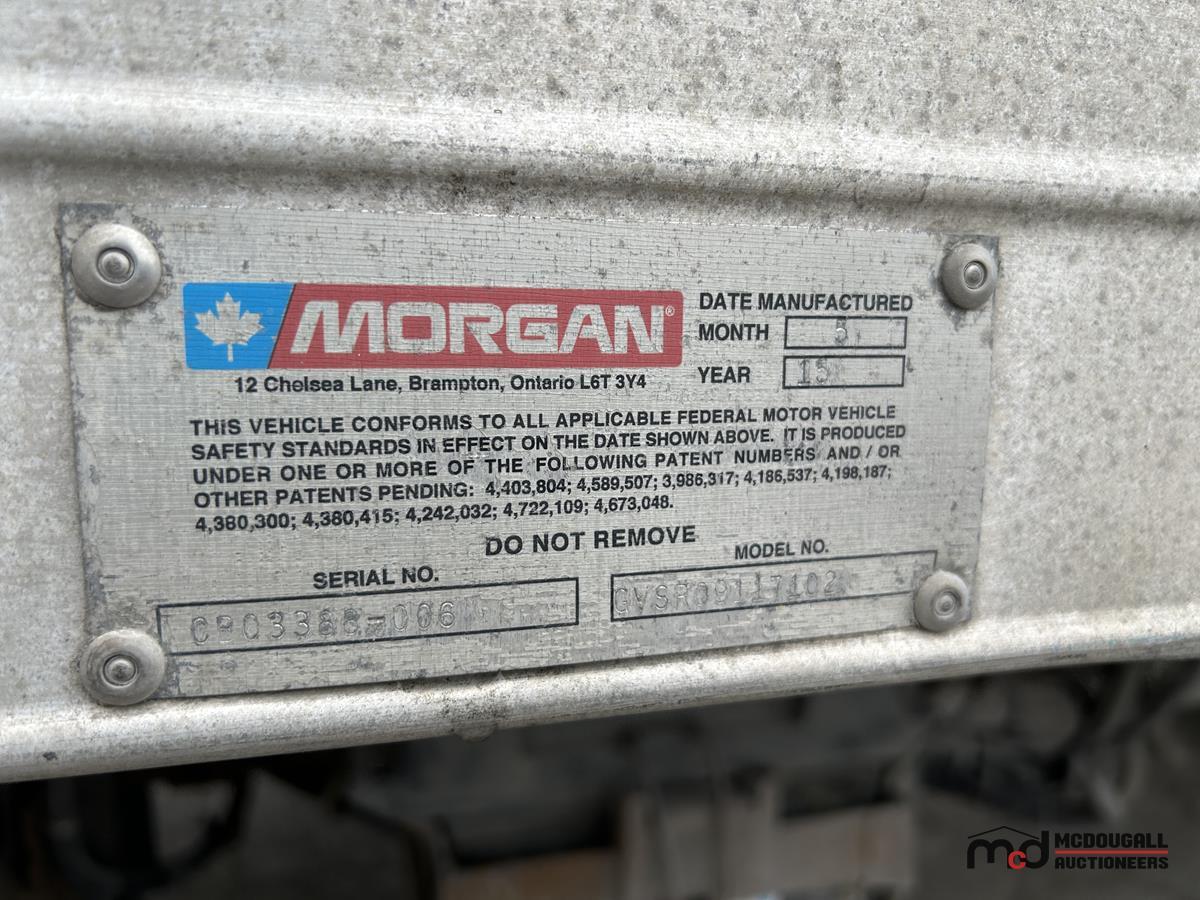 MORGAN®
12 Chelsea Lane, Brampton, Ontario L6T 3Y4
DATE MANUFACTURED
MONTH 5
YEAR 15
THIS VEHICLE CONFORMS TO ALL APPLICABLE FEDERAL MOTOR VEHICLE
SAFETY STANDARDS IN EFFECT ON THE DATE SHOWN ABOVE. IT IS PRODUCED
UNDER ONE OR MORE OF THE FOLLOWING PATENT NUMBERS AND / OR
OTHER PATENTS PENDING: 4,403,804; 4,589,507; 3,986,317; 4,186,537; 4,198,187;
4,380,300; 4,380,415; 4,242,032; 4,722,109; 4,673,048.
DO NOT REMOVE
SERIAL NO.
MODEL NO.
GVSR09117102
mcd MCDOUGALL
AUCTIONEERS